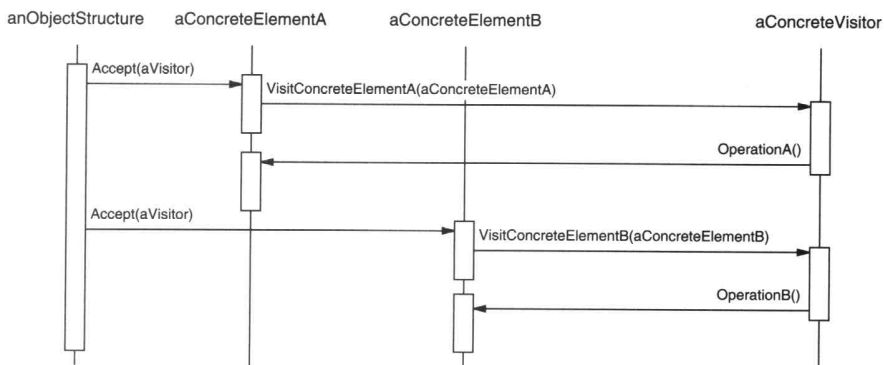 anObjectStructure
aConcreteElementA
aConcreteElementB
aConcreteVisitor
Accept(aVisitor)
VisitConcreteElementA(aConcreteElementA)
OperationA()
Accept(aVisitor)
VisitConcreteElementB(aConcreteElementB)
OperationB()